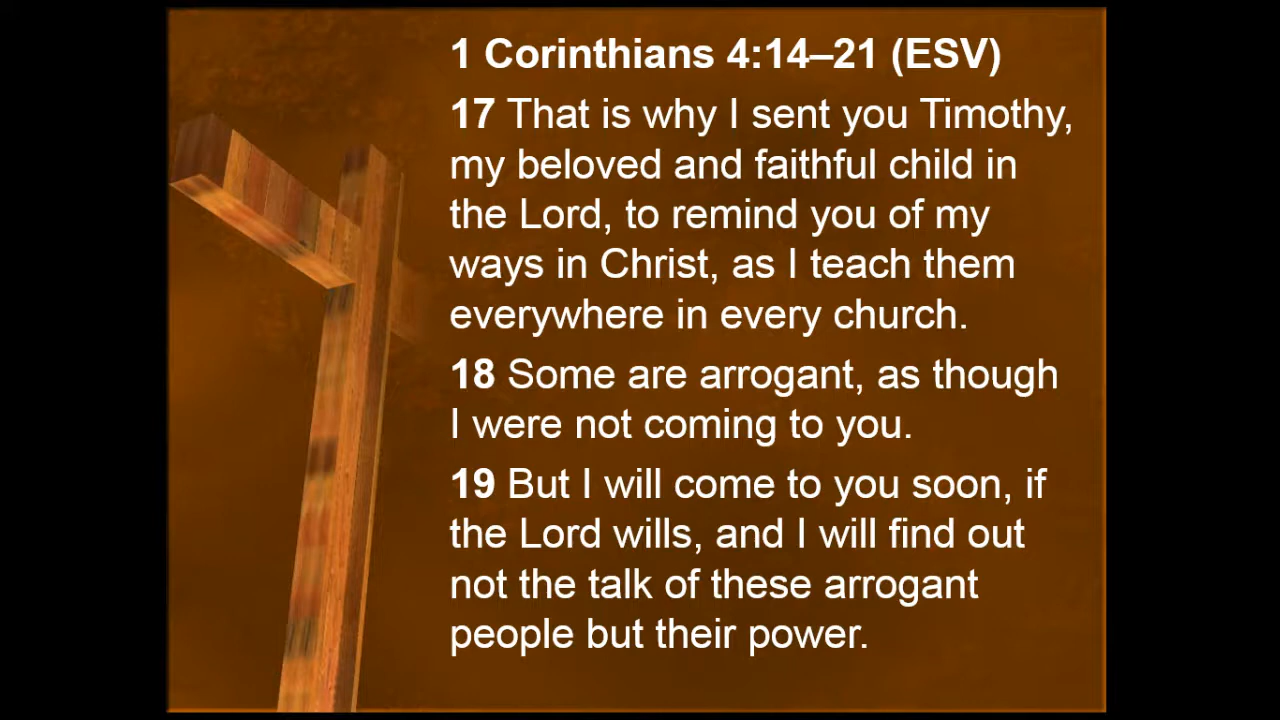 1 Corinthians 4:14–21 (ESV)
17 That is why I sent you Timothy,
my beloved and faithful child in
the Lord, to remind you of my
ways in Christ, as I teach them
everywhere in every church.
18 Some are arrogant, as though
I were not coming to you.
19 But I will come to you soon, if
the Lord wills, and I will find out
not the talk of these arrogant
people but their power.